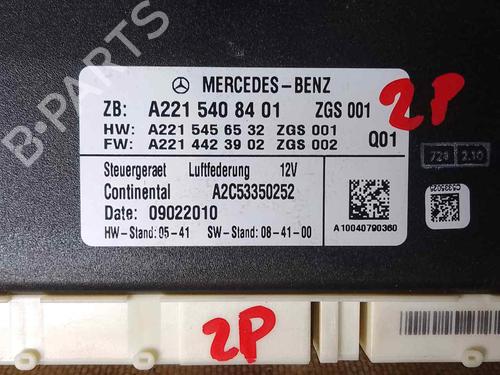 MERCEDES-BENZ
ZB: A221 540 84 01 ZGS 001
HW: A221 545 65 32 ZGS 001
FW: A221 442 39 02 ZGS 002 Q01
Steuergeraet Luftfederung 12V
Continental A2C53350252
Date: 09022010
HW-Stand: 05-41 SW-Stand: 08-41-00
A10040790360
2P
2P
B-PARTS